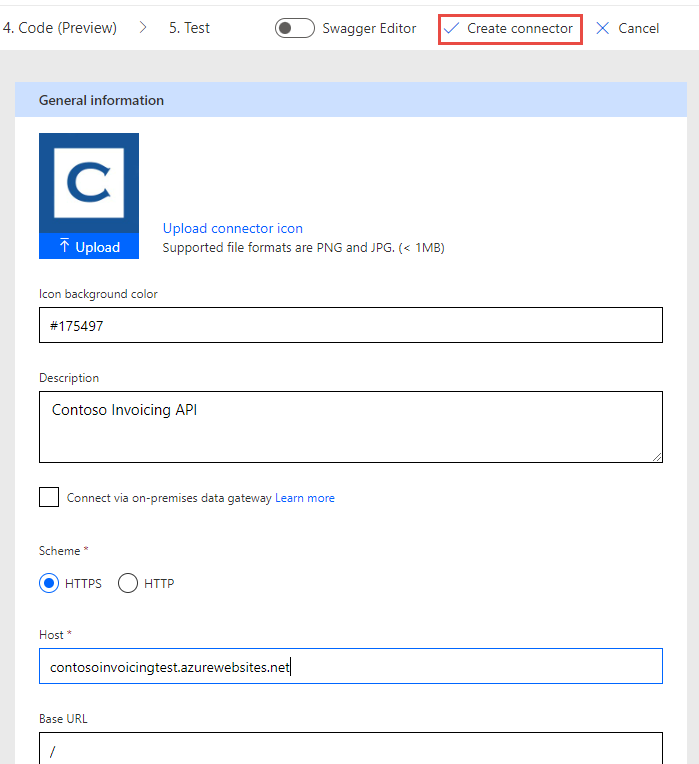 4. Code (Preview) > 5. Test Swagger Editor Create connector Cancel
General information
C
Upload
Upload connector icon
Supported file formats are PNG and JPG. (< 1MB)
Icon background color
#175497
Description
Contoso Invoicing API
Connect via on-premises data gateway Learn more
Scheme *
HTTPS HTTP
Host *
contosoinvoicingtest.azurewebsites.net
Base URL
/